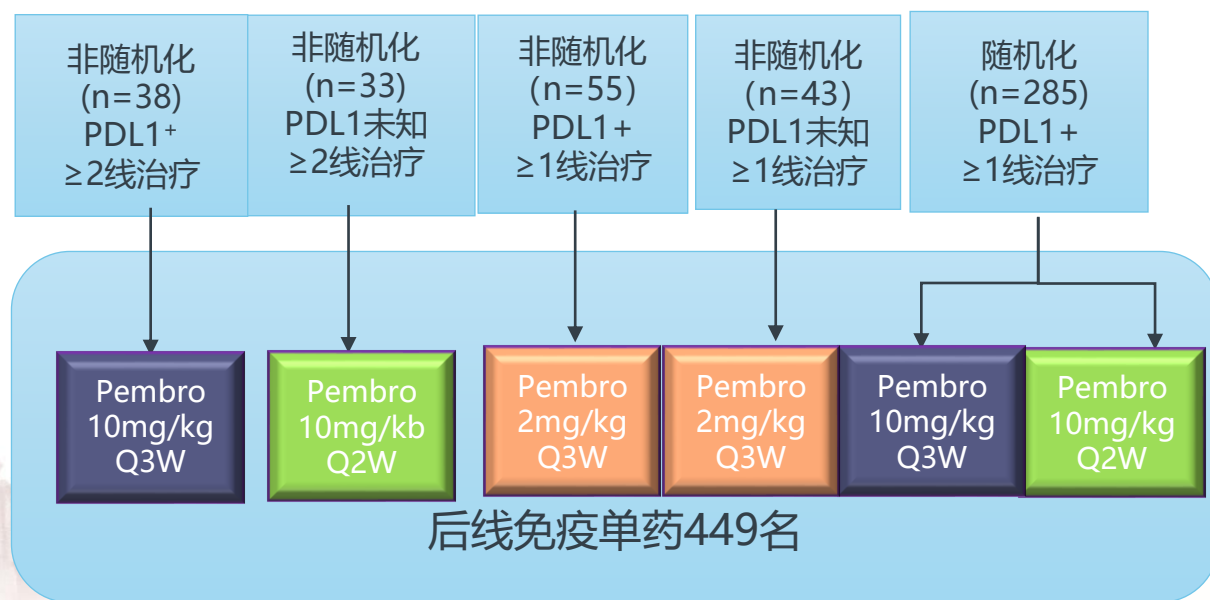 非随机化
(n=38)
PDL1⁺
≥2线治疗
非随机化
(n=33)
PDL1未知
≥2线治疗
非随机化
(n=55)
PDL1+
≥1线治疗
非随机化
(n=43)
PDL1未知
≥1线治疗
随机化
(n=285)
PDL1+
≥1线治疗
Pembro
10mg/kg
Q3W
Pembro
10mg/kb
Q2W
Pembro
2mg/kg
Q3W
Pembro
2mg/kg
Q3W
Pembro
10mg/kg
Q3W
Pembro
10mg/kg
Q2W
后线免疫单药449名